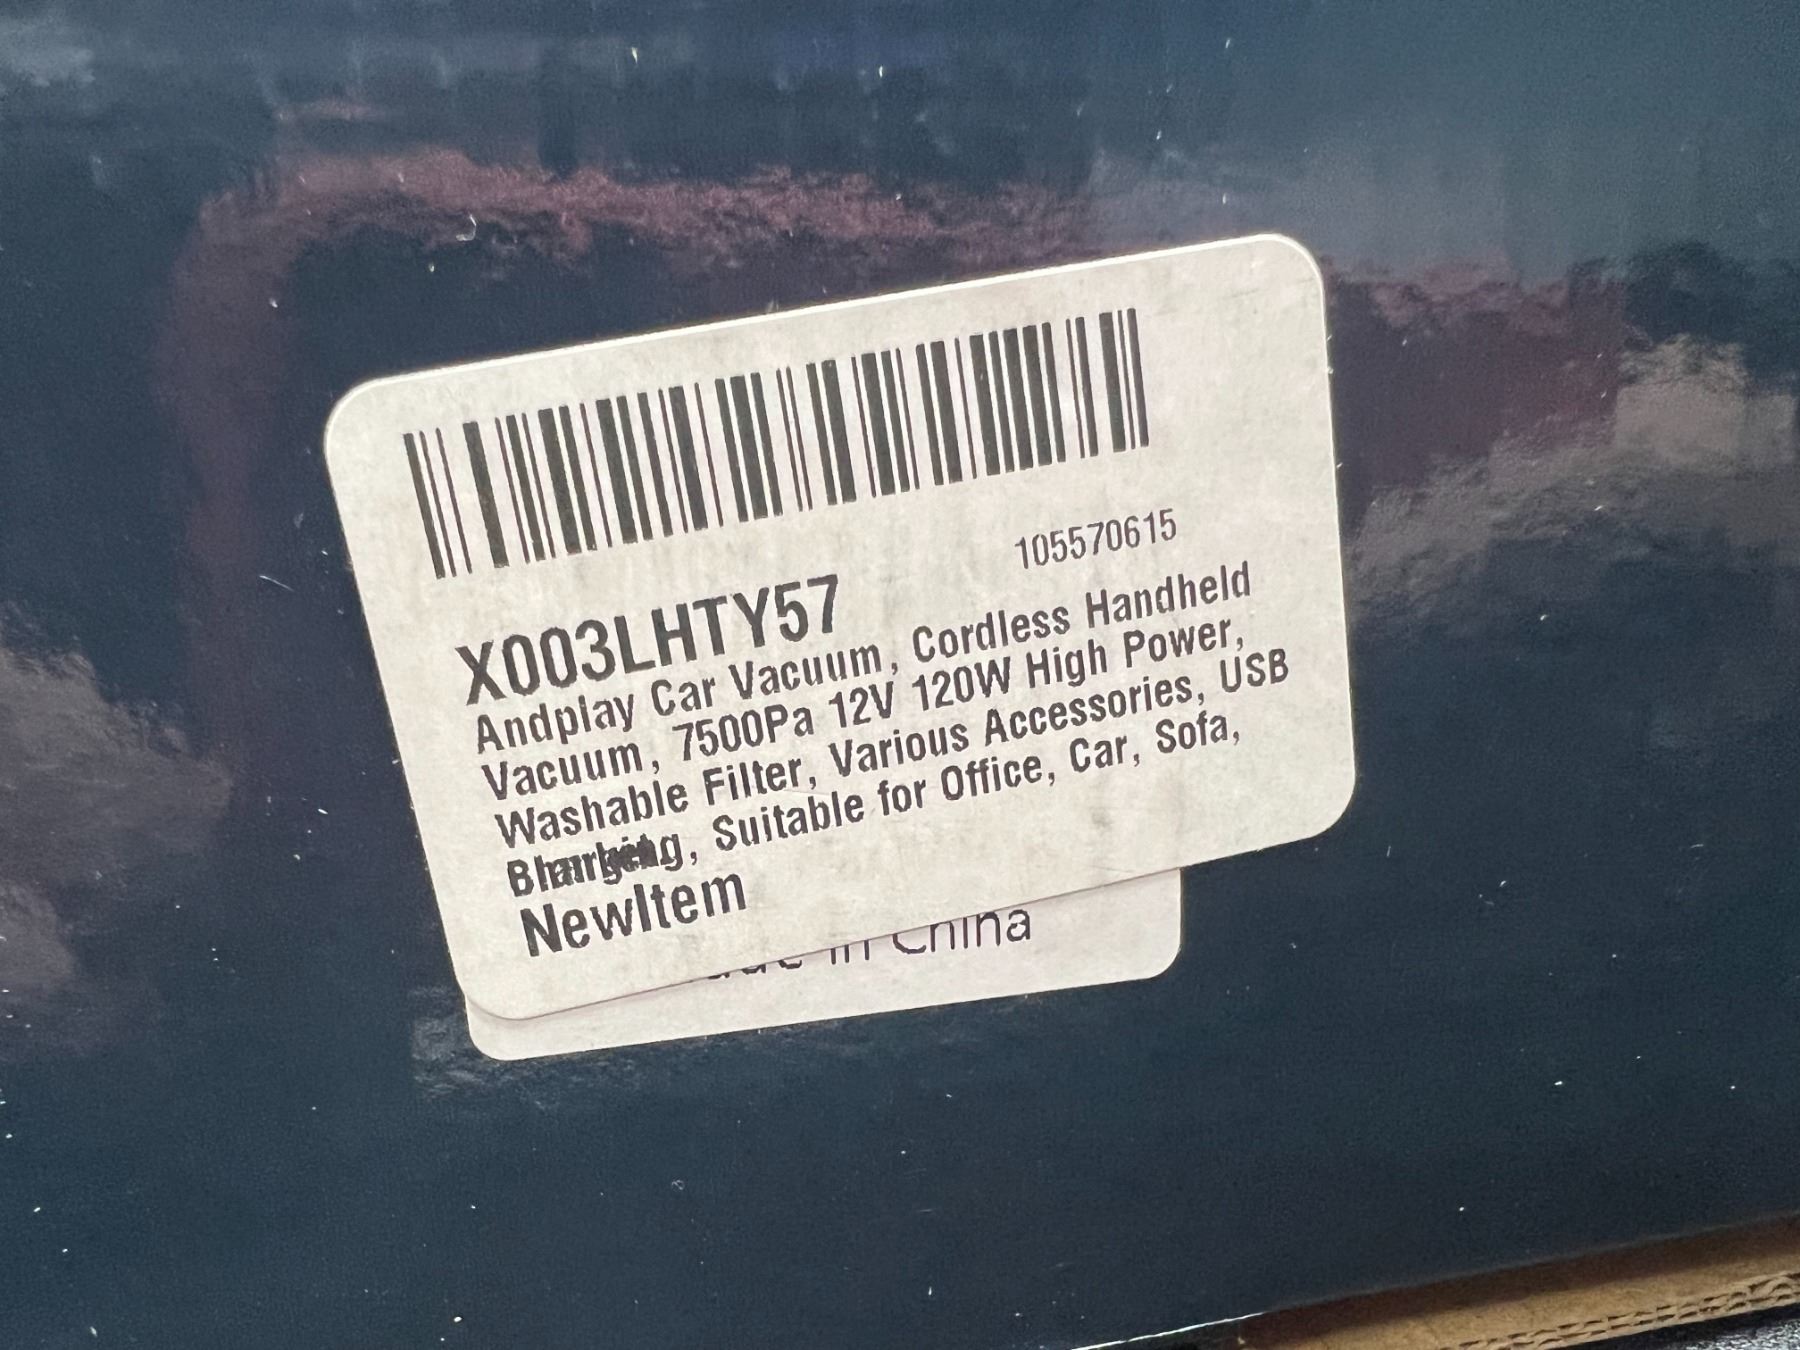 105570615
X003LHTY57
Andplay Car Vacuum, Cordless Handheld
Vacuum, 7500Pa 12V 120W High Power,
Washable Filter, Various Accessories, USB
, Suitable for Office, Car, Sofa,
NewItem
in China